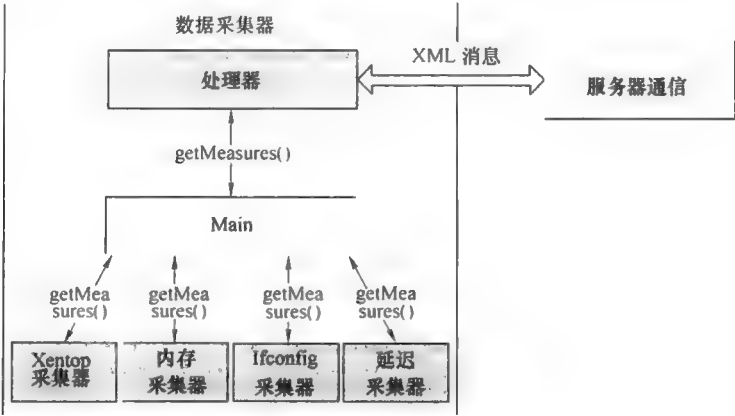 数据采集器
XML 消息
处理器
服务器通信
getMeasures()
Main
getMea
sures()
getMea
sures()
getMea
sures()
getMea
sures()
Xentop
采集器
内存
采集器
Ifconfig
采集器
延迟
采集器